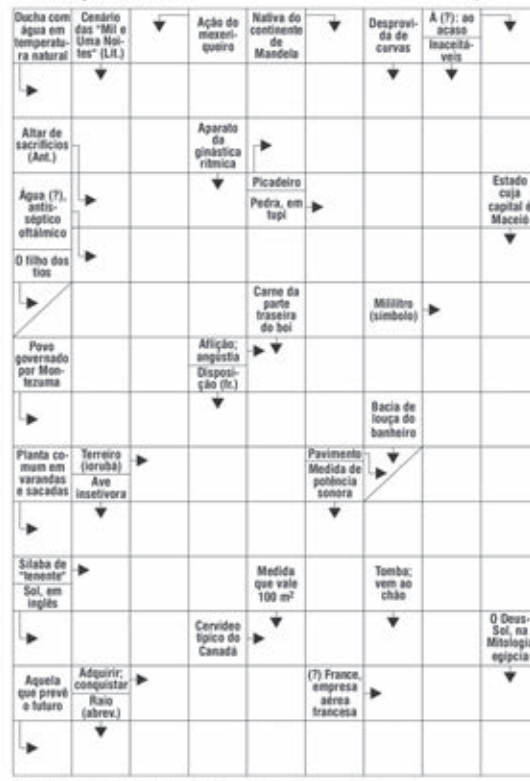 Ducha com
água em
temperatu-
ra natural
Cenário
das "Mil e
Uma Noi-
tes" (Lit.)
Ação do
mexeri-
queiro
Nativa do
continente
de
Mandela
Desprovi-
da de
curvas
À (?): ao
acaso
Inaceitá-
veis
Altar de
sacrifícios
(Ant.)
Aparato
da
ginástica
rítmica
Água (?),
antis-
séptico
oftálmico
Picadeiro
Pedra, em
tupi
Estado
cuja
capital é
Maceió
O filho dos
tios
Carne da
parte
traseira
do boi
Mililitro
(símbolo)
Povo
governado
por Mon-
tezuma
Aflição;
angústia
Disposi-
ção (fr.)
Bacia de
louça do
banheiro
Planta co-
mum em
varandas
e sacadas
Terreiro
(iorubá)
Ave
insetívora
Pavimento
Medida de
potência
sonora
Sílaba de
"tenente"
Sol, em
inglês
Medida
que vale
100 m²
Tomba;
vem ao
chão
Cervídeo
típico do
Canadá
O Deus-
Sol, na
Mitologia
egípcia
Aquela
que prevê
o futuro
Adquirir;
conquistar
Raio
(abrev.)
(?) France,
empresa
aérea
francesa